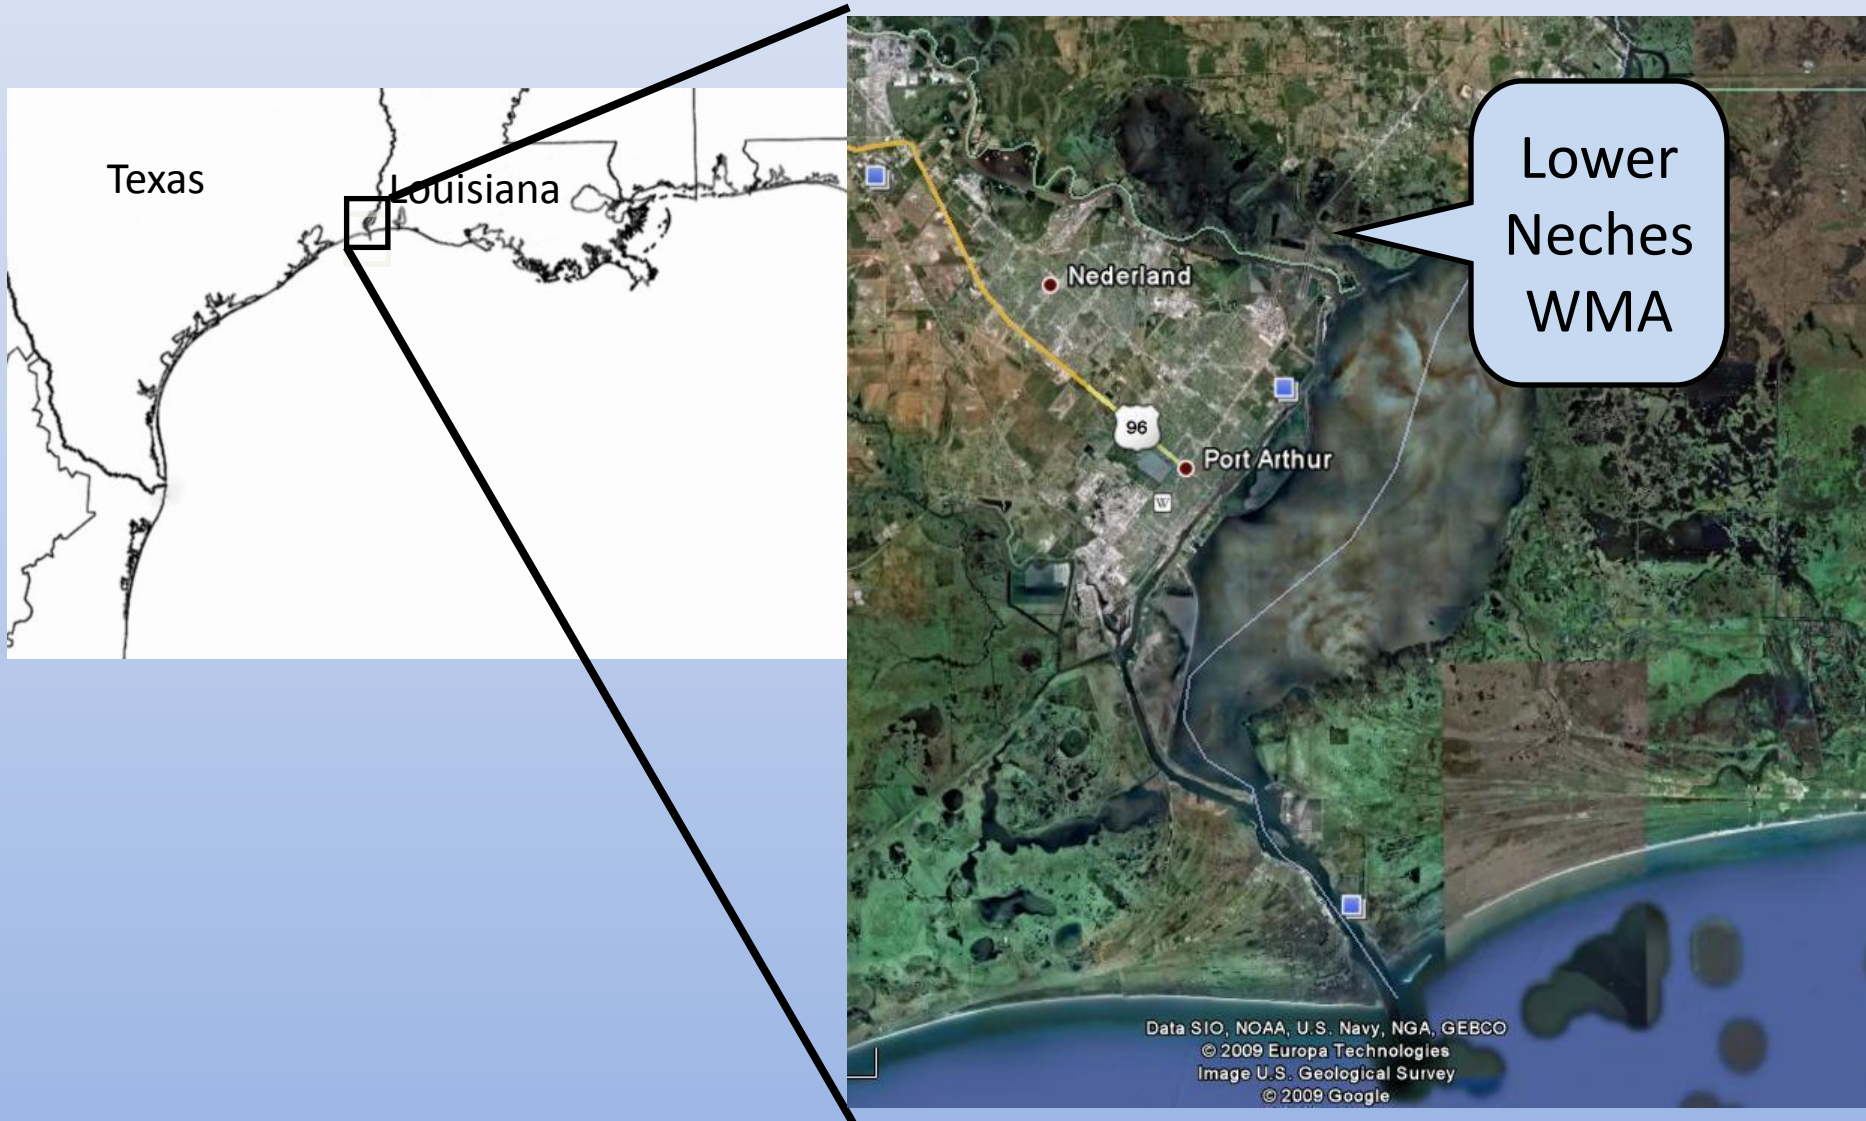 Texas
Louisiana
Lower
Neches
WMA
Nederland
96
Port Arthur
W
Data SIO, NOAA, U.S. Navy, NGA, GEBCO
© 2009 Europa Technologies
Image U.S. Geological Survey
© 2009 Google